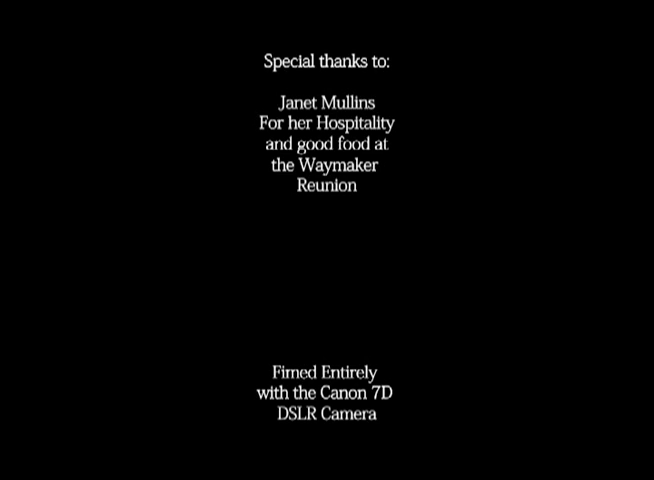 Special thanks to:
Janet Mullins
For her Hospitality
and good food at
the Waymaker
Reunion
Firned Entirely
with the Canon 7D
DSLR Camera